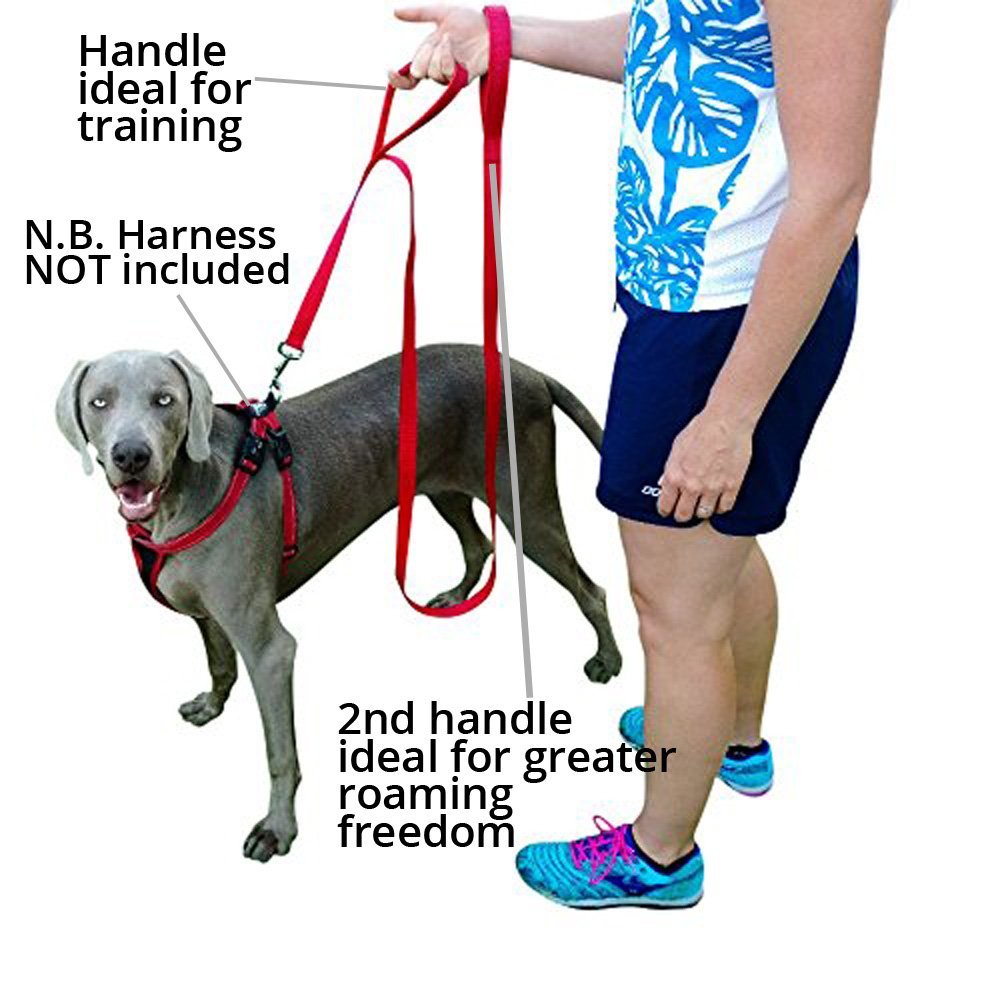 Handle
ideal for
training
N.B. Harness
NOT included
2nd handle
ideal for greater
roaming
freedom